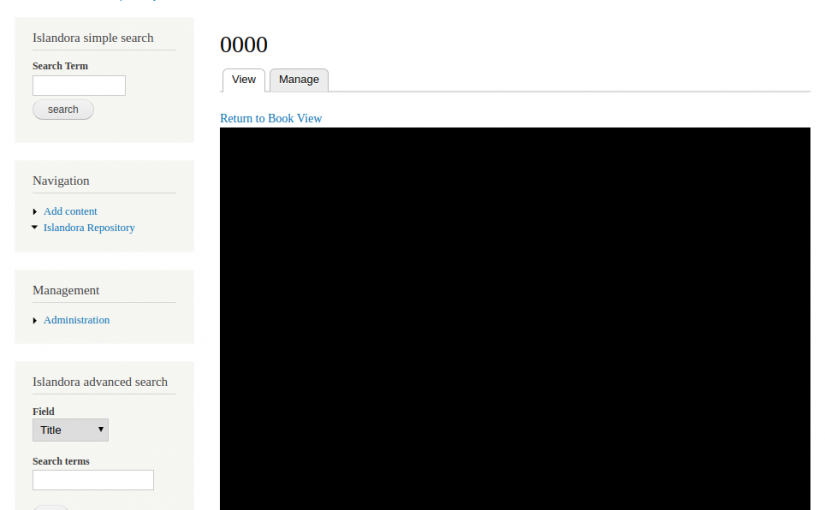 Islandora simple search
Search Term
search
Navigation
Add content
Islandora Repository
Management
Administration
Islandora advanced search
Field
Title
Search terms
0000
View
Manage
Return to Book View